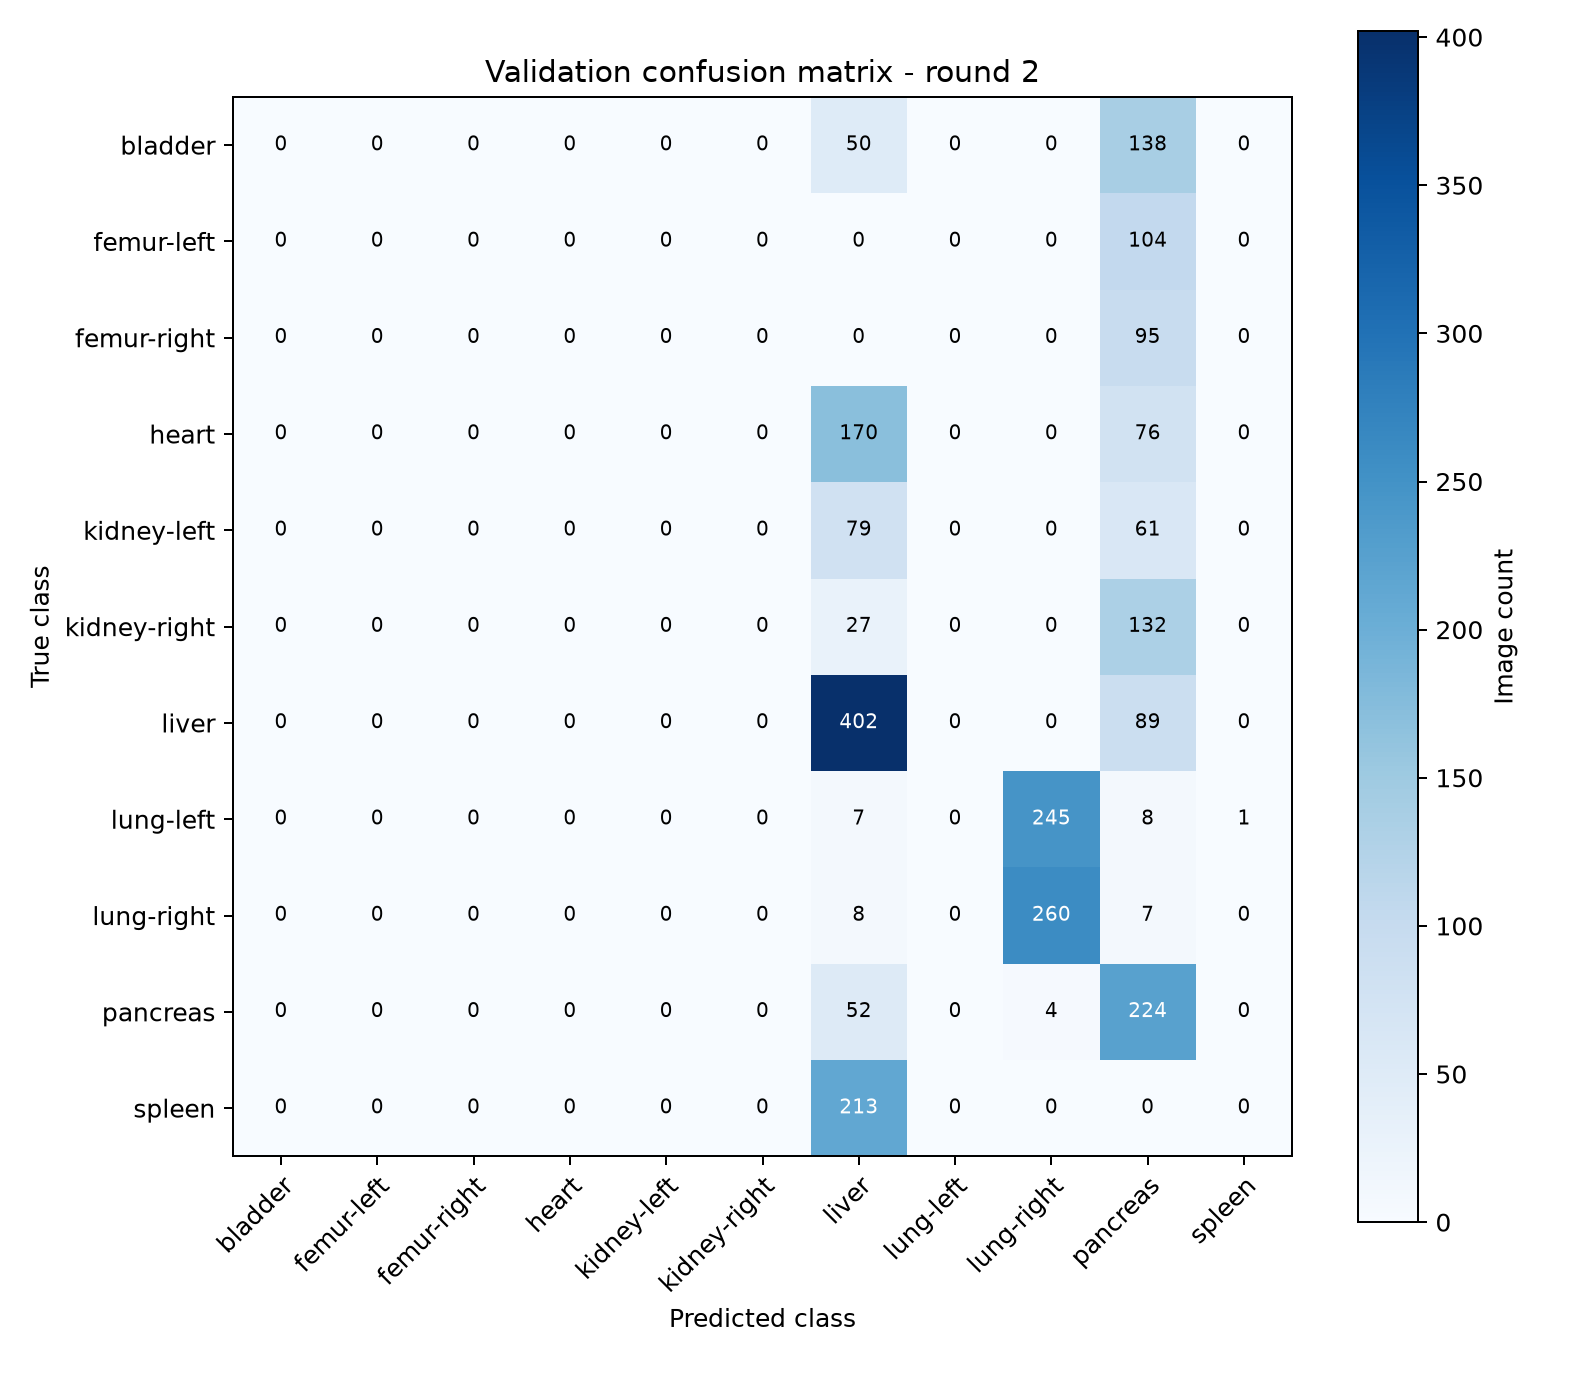 Validation confusion matrix - round 2
bladder 0 0 0 0 0 0 50 0 0 138 0
femur-left 0 0 0 0 0 0 0 0 0 104 0
femur-right 0 0 0 0 0 0 0 0 0 95 0
heart 0 0 0 0 0 0 170 0 0 76 0
kidney-left 0 0 0 0 0 0 79 0 0 61 0
kidney-right 0 0 0 0 0 0 27 0 0 132 0
liver 0 0 0 0 0 0 402 0 0 89 0
lung-left 0 0 0 0 0 0 7 0 245 8 1
lung-right 0 0 0 0 0 0 8 0 260 7 0
pancreas 0 0 0 0 0 0 52 0 4 224 0
spleen 0 0 0 0 0 0 213 0 0 0 0
True class
bladder femur-left femur-right heart kidney-left kidney-right liver lung-left lung-right pancreas spleen
Predicted class
400
350
300
250
200
150
100
50
0
Image count